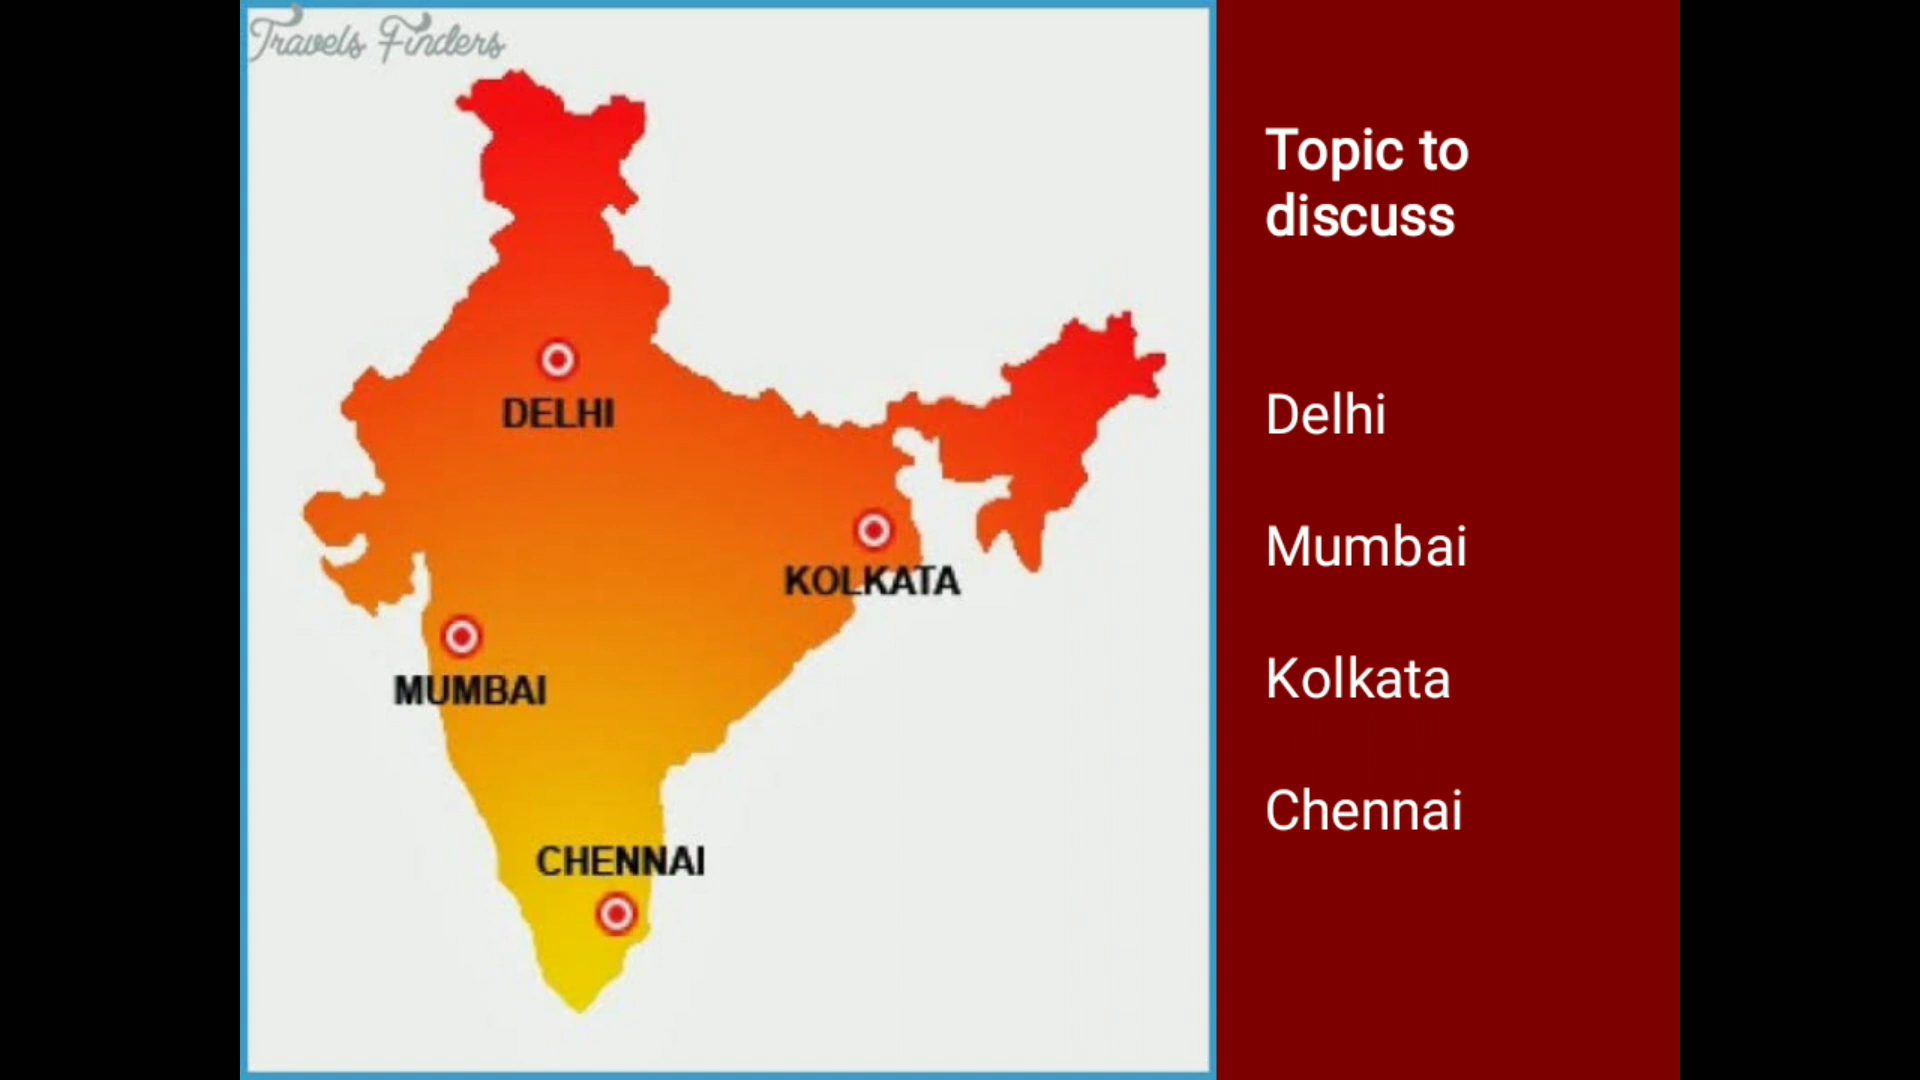 Travels Finders
DELHI
KOLKATA
MUMBAI
CHENNAI
Topic to
discuss
Delhi
Mumbai
Kolkata
Chennai